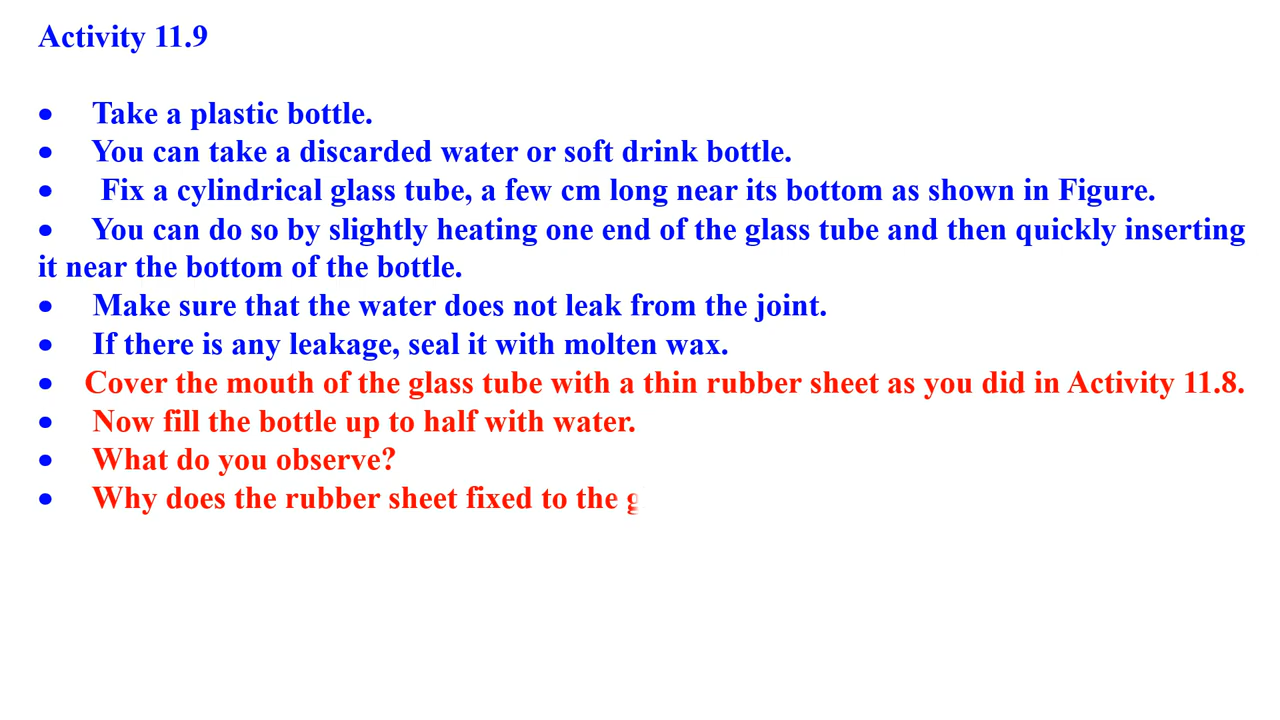 Activity 11.9
• Take a plastic bottle.
• You can take a discarded water or soft drink bottle.
• Fix a cylindrical glass tube, a few cm long near its bottom as shown in Figure.
• You can do so by slightly heating one end of the glass tube and then quickly inserting
it near the bottom of the bottle.
• Make sure that the water does not leak from the joint.
• If there is any leakage, seal it with molten wax.
• Cover the mouth of the glass tube with a thin rubber sheet as you did in Activity 11.8.
• Now fill the bottle up to half with water.
• What do you observe?
• Why does the rubber sheet fixed to the